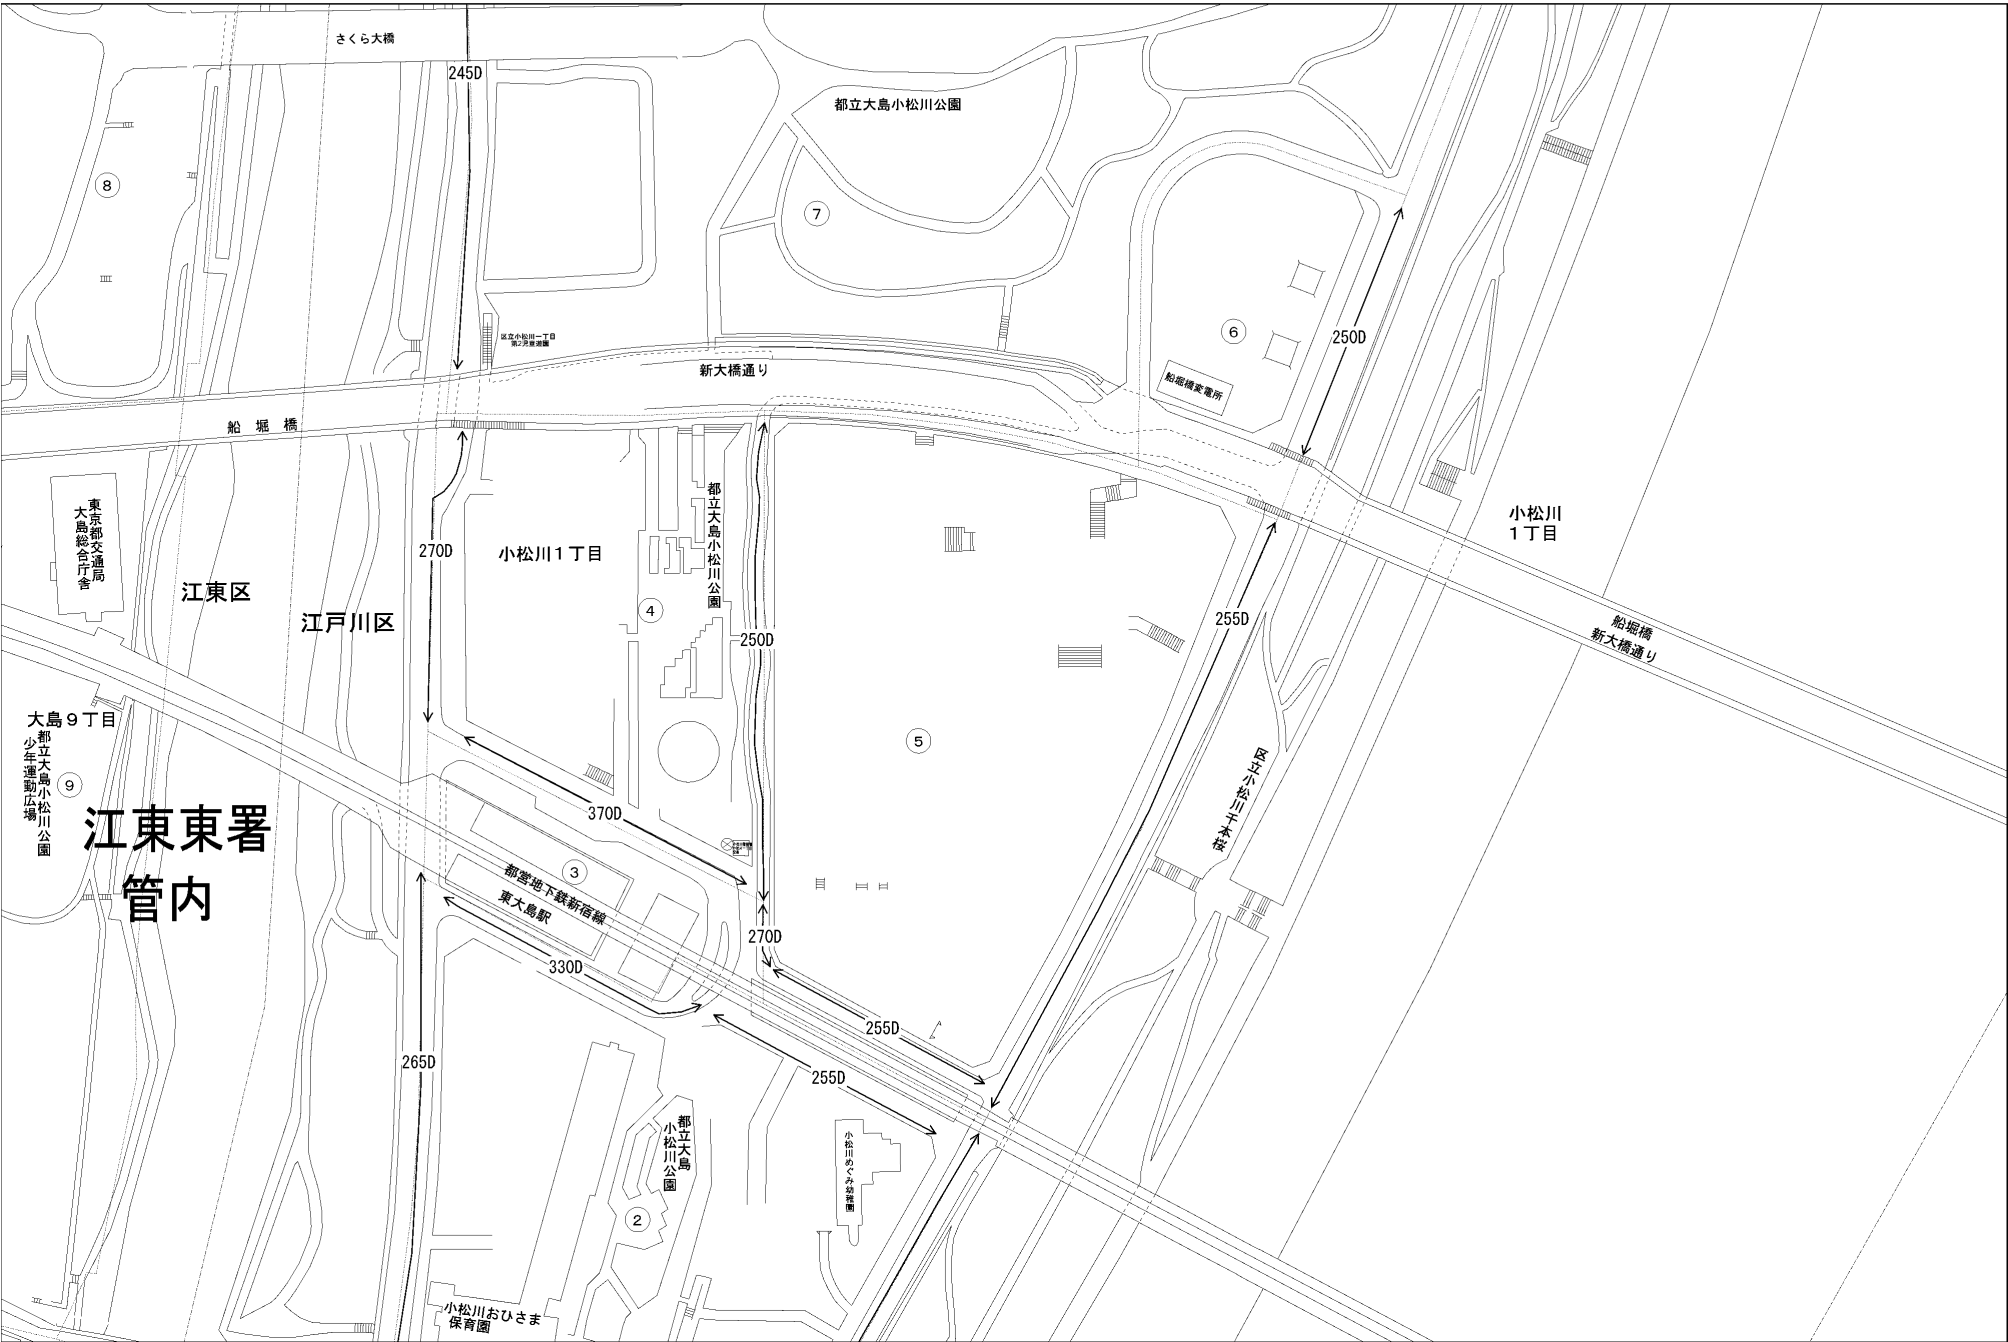 さくら大橋
245D
都立大島小松川公園
⑧
⑦
250D
⑥
区立小松川一丁目
第2児童遊園
新大橋通り
船堀橋変電所
船堀橋
小松川
1丁目
東京都交通局
大島総合庁舎
270D
小松川1丁目
都立大島小松川公園
江東区
江戸川区
④
250D
255D
船堀橋
新大橋通り
大島9丁目
都立大島小松川公園
少年運動広場
⑨
⑤
区立小松川千本桜
江東東署
管内
370D
③
都営地下鉄新宿線
東大島駅
330D
270D
255D
265D
255D
都立大島
小松川公園
小松川めぐみ幼稚園
②
小松川おひさま
保育園